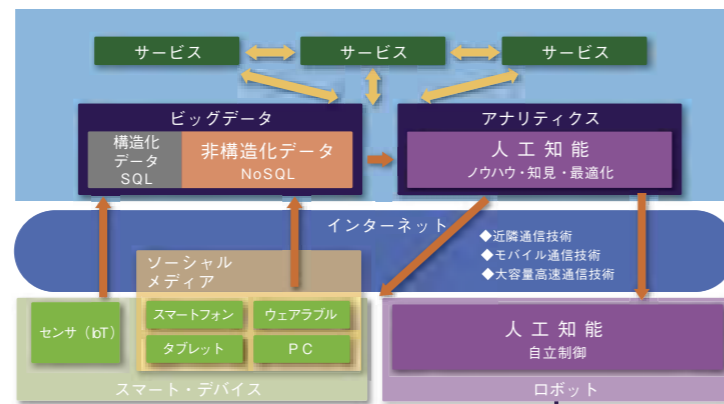 サービス
サービス
サービス
ビッグデータ
構造化
データ
SQL
非構造化データ
NoSQL
アナリティクス
人工知能
ノウハウ・知見・最適化
インターネット
◆近隣通信技術
◆モバイル通信技術
◆大容量高速通信技術
ソーシャル
メディア
センサ（IoT）
スマートフォン
ウェアラブル
タブレット
PC
スマート・デバイス
人工知能
自立制御
ロボット